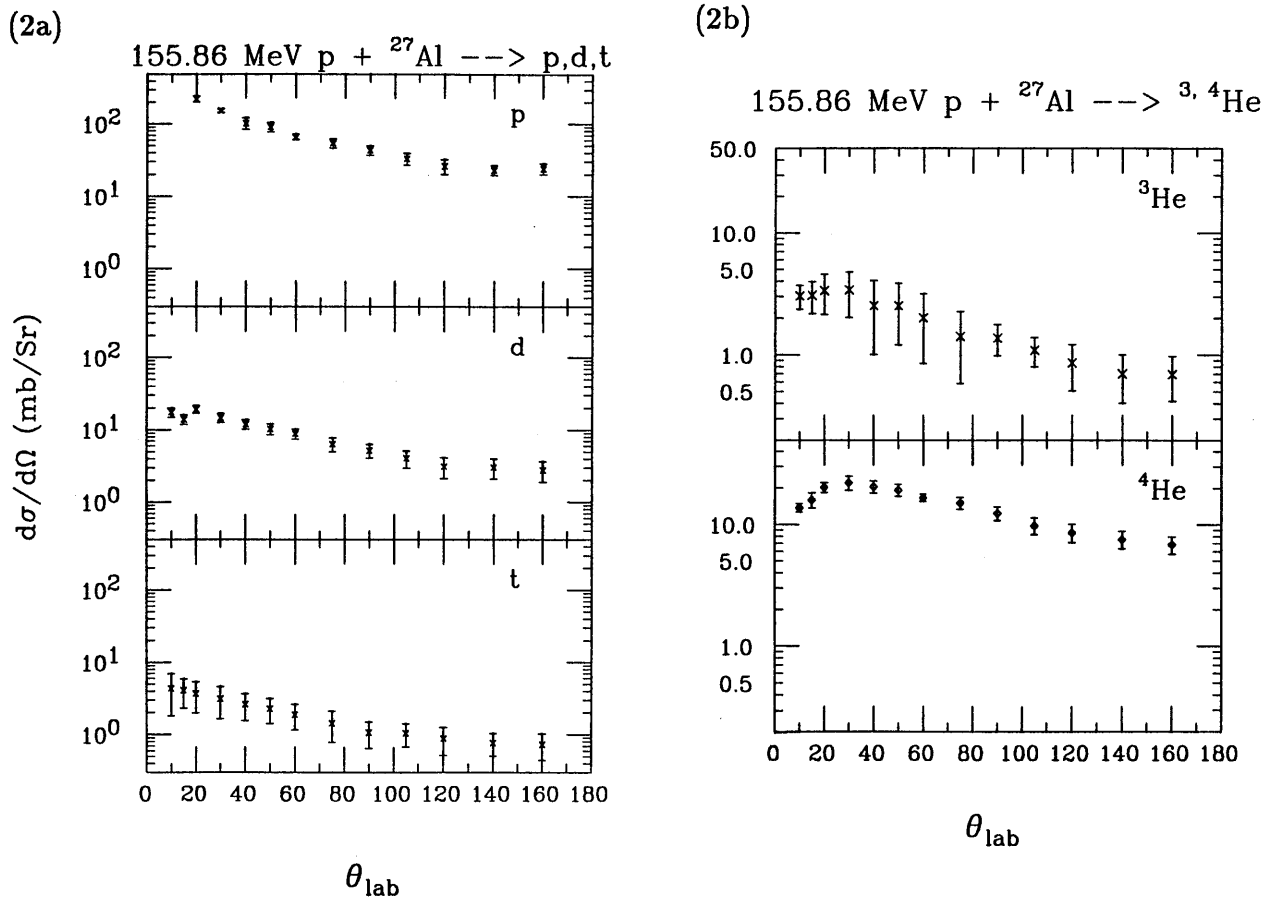 (2a)
155.86 MeV p + ²⁷Al --> p,d,t
p
10²
10¹
10⁰
d
10²
10¹
10⁰
t
10²
10¹
10⁰
dσ/dΩ (mb/Sr)
0 20 40 60 80 100 120 140 160 180
θ_lab
(2b)
155.86 MeV p + ²⁷Al --> ³, ⁴He
50.0
³He
10.0
5.0
1.0
0.5
⁴He
10.0
5.0
1.0
0.5
0 20 40 60 80 100 120 140 160 180
θ_lab